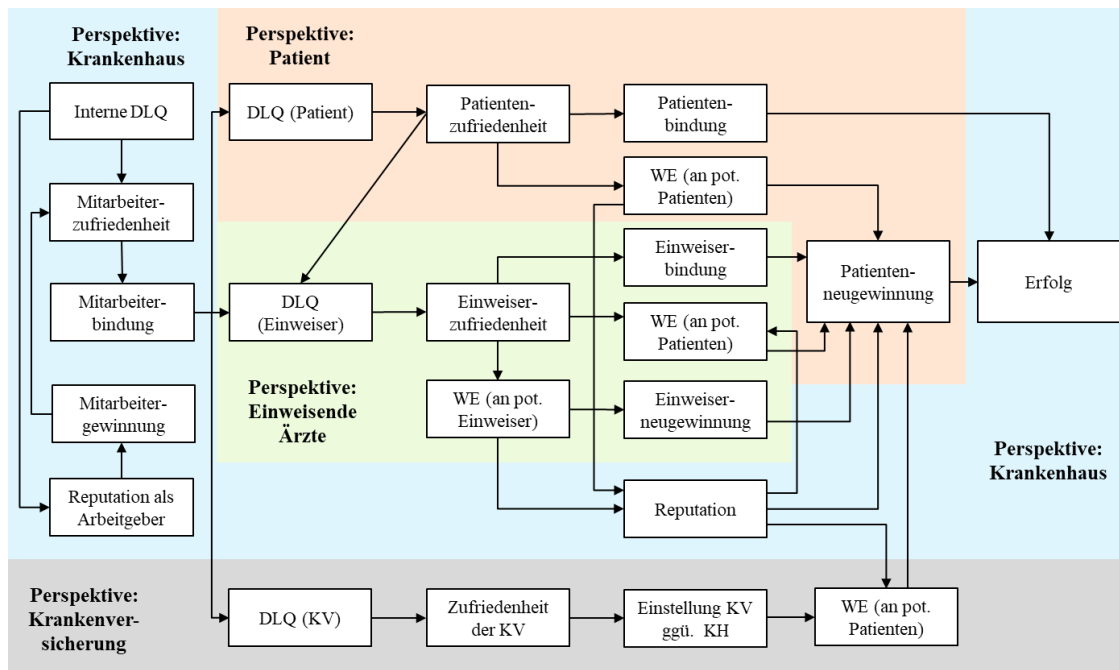 Perspektive:
Krankenhaus
Interne DLQ
Mitarbeiter-
zufriedenheit
Mitarbeiter-
bindung
Mitarbeiter-
gewinnung
Reputation als
Arbeitgeber
Perspektive:
Patient
DLQ (Patient)
Patienten-
zufriedenheit
Patienten-
bindung
WE (an pot.
Patienten)
Patienten-
neugewinnung
Erfolg
DLQ
(Einweiser)
Einweiser-
zufriedenheit
Einweiser-
bindung
WE (an pot.
Patienten)
Perspektive:
Einweisende
Ärzte
WE (an pot.
Einweiser)
Einweiser-
neugewinnung
Reputation
Perspektive:
Krankenhaus
Perspektive:
Krankenver-
sicherung
DLQ (KV)
Zufriedenheit
der KV
Einstellung KV
ggü. KH
WE (an pot.
Patienten)